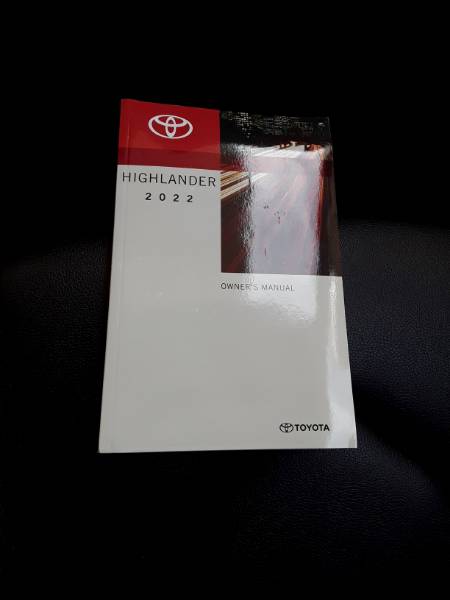 HIGHLANDER
2022
OWNER'S MANUAL
TOYOTA